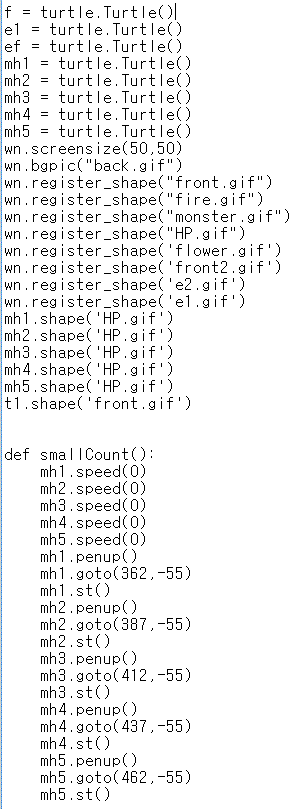 f = turtle.Turtle()
e1 = turtle.Turtle()
ef = turtle.Turtle()
mh1 = turtle.Turtle()
mh2 = turtle.Turtle()
mh3 = turtle.Turtle()
mh4 = turtle.Turtle()
mh5 = turtle.Turtle()
wn.screensize(50,50)
wn.bgpic("back.gif")
wn.register_shape("front.gif")
wn.register_shape("fire.gif")
wn.register_shape("monster.gif")
wn.register_shape("HP.gif")
wn.register_shape('flower.gif')
wn.register_shape('front2.gif')
wn.register_shape('e2.gif')
wn.register_shape('e1.gif')
mh1.shape('HP.gif')
mh2.shape('HP.gif')
mh3.shape('HP.gif')
mh4.shape('HP.gif')
mh5.shape('HP.gif')
t1.shape('front.gif')
def smallCount():
    mh1.speed(0)
    mh2.speed(0)
    mh3.speed(0)
    mh4.speed(0)
    mh5.speed(0)
    mh1.penup()
    mh1.goto(362,-55)
    mh1.st()
    mh2.penup()
    mh2.goto(387,-55)
    mh2.st()
    mh3.penup()
    mh3.goto(412,-55)
    mh3.st()
    mh4.penup()
    mh4.goto(437,-55)
    mh4.st()
    mh5.penup()
    mh5.goto(462,-55)
    mh5.st()